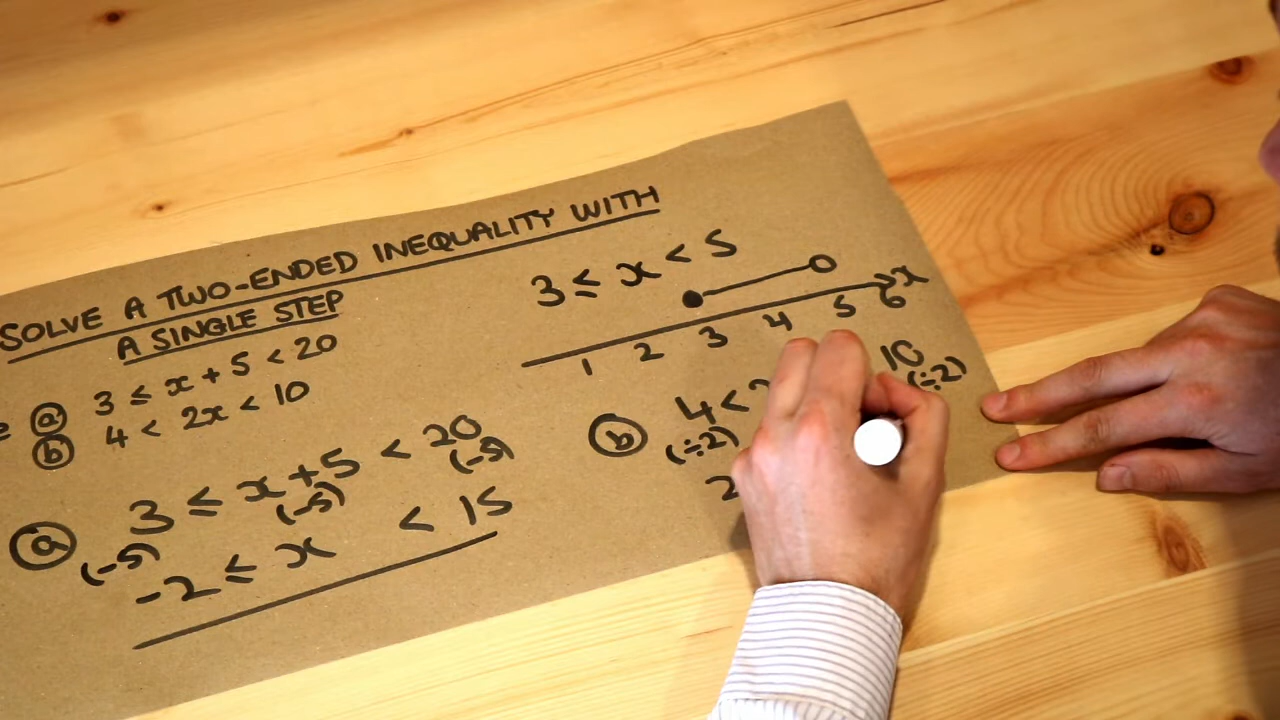 SOLVE A TWO-ENDED INEQUALITY WITH
A SINGLE STEP
ⓐ 3 ≤ x + 5 < 20
ⓑ 4 < 2x < 10
3 ≤ x < 5
1 2 3 4 5 6 x
ⓐ 3 ≤ x + 5 < 20
(-5) (-5) (-5)
-2 ≤ x < 15
ⓑ 4 < 10
(÷2) (÷2)
2